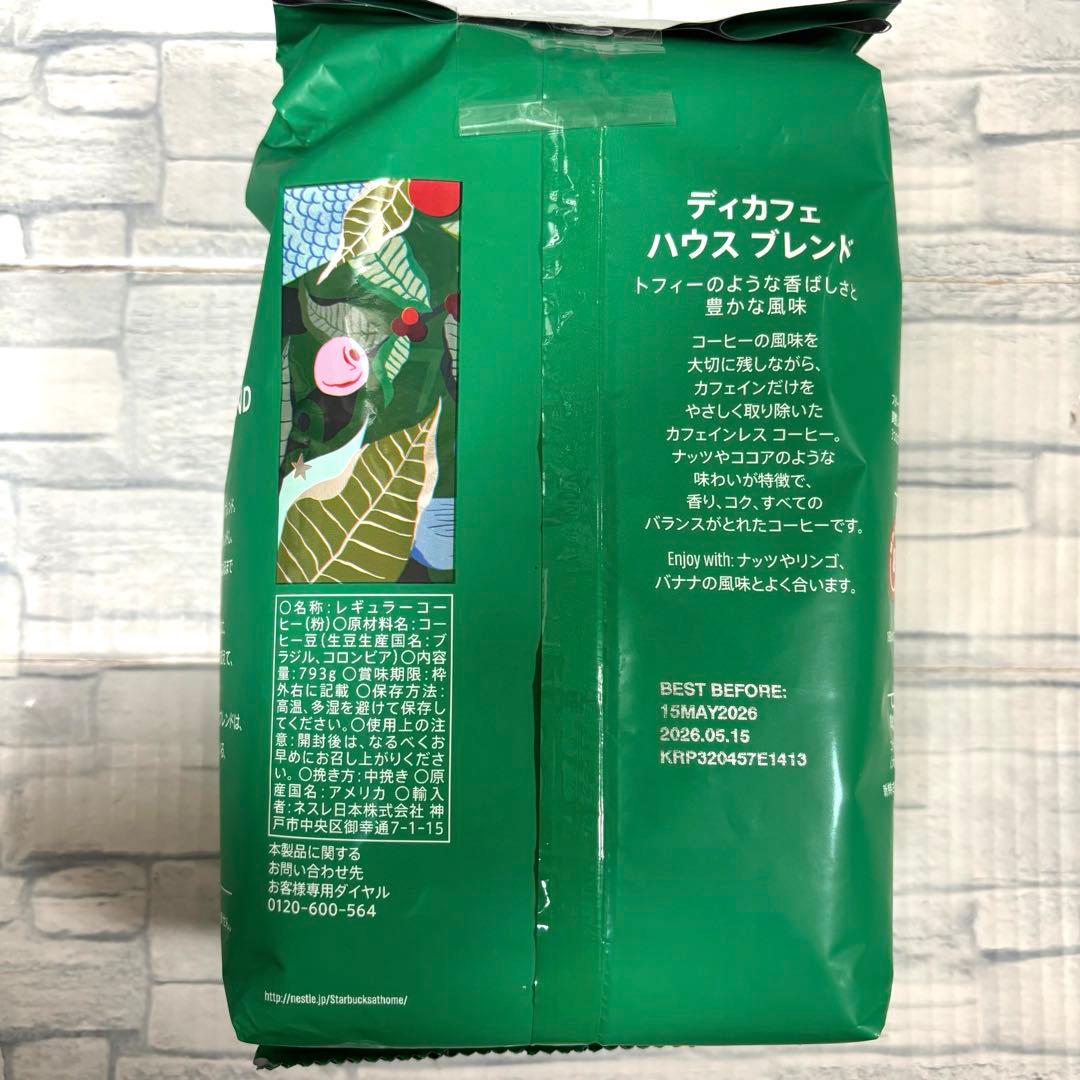 ディカフェ
ハウス ブレンド
トフィーのような香ばしさと
豊かな風味
コーヒーの風味を
大切に残しながら、
カフェインだけを
やさしく取り除いた
カフェインレス コーヒー。
ナッツやココアのような
味わいが特徴で、
香り、コク、すべての
バランスがとれたコーヒーです。
Enjoy with: ナッツやリンゴ、
バナナの風味とよく合います。
〇名称：レギュラーコー
ヒー(粉)〇原材料名：コー
ヒー豆(生豆生産国名：ブ
ラジル、コロンビア)〇内容
量：793g 〇賞味期限：枠
外右に記載 〇保存方法：
高温、多湿を避けて保存し
てください。〇使用上の注
意：開封後は、なるべくお
早めにお召し上がりくださ
い。〇挽き方：中挽き 〇原
産国名：アメリカ 〇輸入
者：ネスレ日本株式会社 神
戸市中央区御幸通7-1-15
本製品に関する
お問い合わせ先
お客様専用ダイヤル
0120-600-564
http://nestle.jp/Starbucksathome/
BEST BEFORE:
15MAY2026
2026.05.15
KRP320457E1413